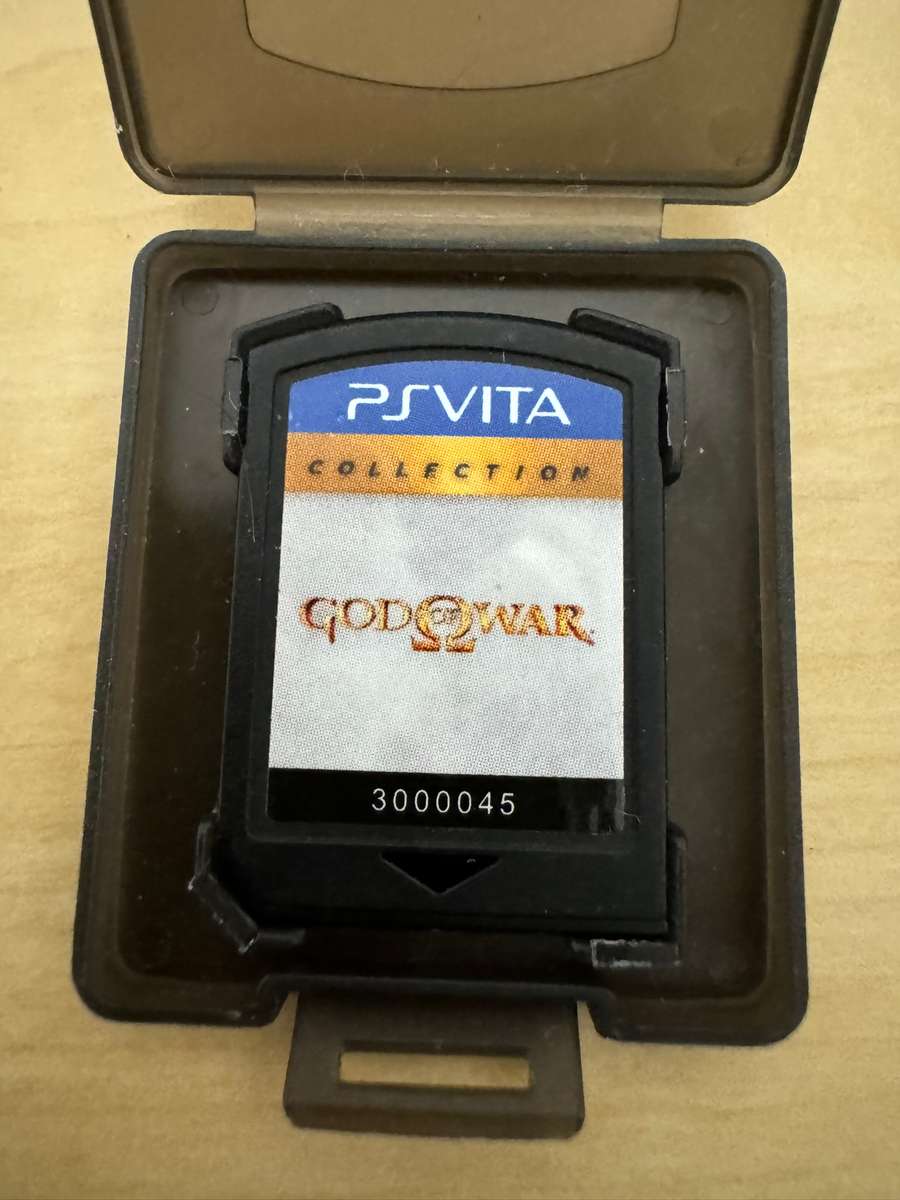 PSVITA
COLLECTION
GOD OF WAR
3000045